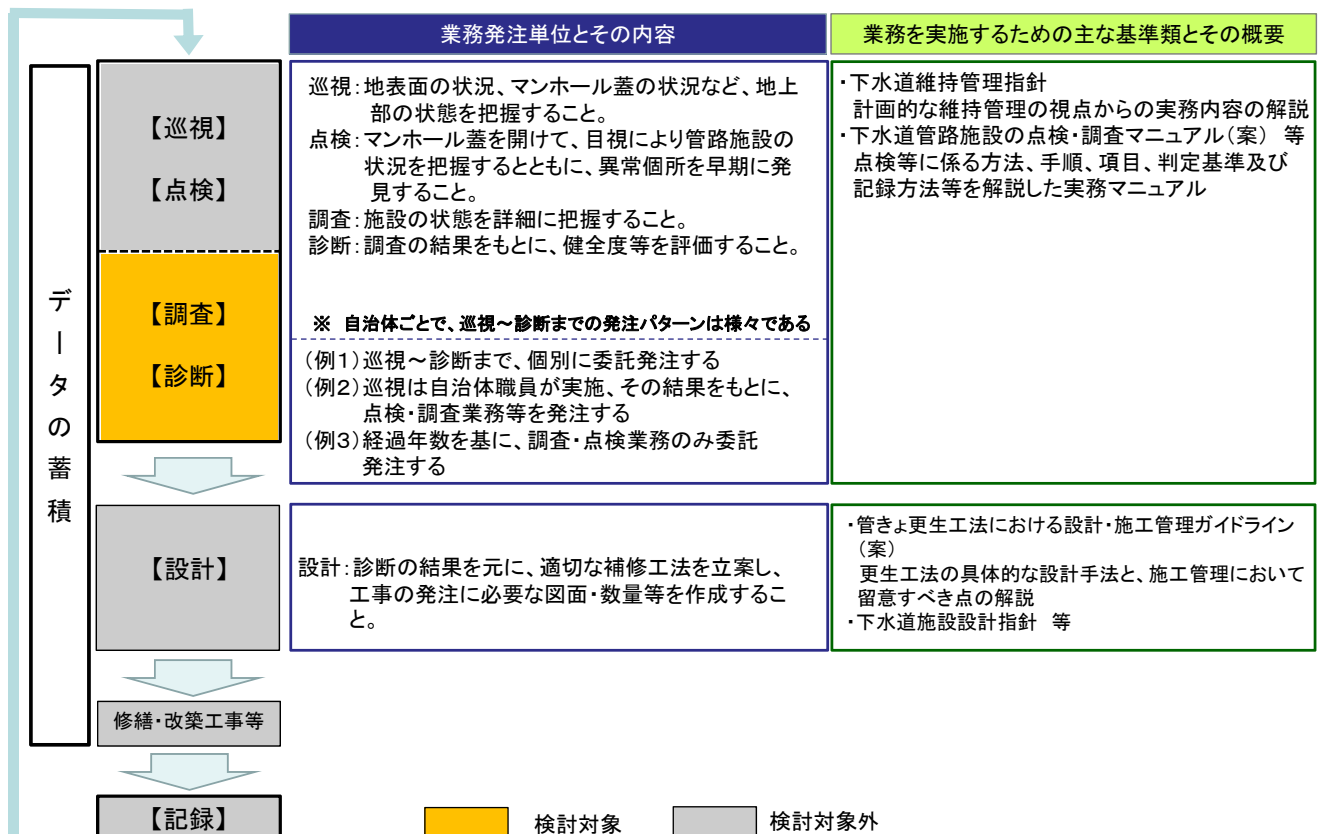 業務発注単位とその内容
業務を実施するための主な基準類とその概要
データの蓄積
【巡視】
【点検】
【調査】
【診断】
巡視:地表面の状況、マンホール蓋の状況など、地上
部の状態を把握すること。
点検:マンホール蓋を開けて、目視により管路施設の
状況を把握するとともに、異常個所を早期に発
見すること。
調査:施設の状態を詳細に把握すること。
診断:調査の結果をもとに、健全度等を評価すること。
※ 自治体ごとで、巡視~診断までの発注パターンは様々である
(例1)巡視~診断まで、個別に委託発注する
(例2)巡視は自治体職員が実施、その結果をもとに、
点検・調査業務等を発注する
(例3)経過年数を基に、調査・点検業務のみ委託
発注する
・下水道維持管理指針
計画的な維持管理の視点からの実務内容の解説
・下水道管路施設の点検・調査マニュアル(案) 等
点検等に係る方法、手順、項目、判定基準及び
記録方法等を解説した実務マニュアル
【設計】
設計:診断の結果を元に、適切な補修工法を立案し、
工事の発注に必要な図面・数量等を作成するこ
と。
・管きょ更生工法における設計・施工管理ガイドライン
(案)
更生工法の具体的な設計手法と、施工管理において
留意すべき点の解説
・下水道施設設計指針 等
修繕・改築工事等
【記録】
検討対象
検討対象外